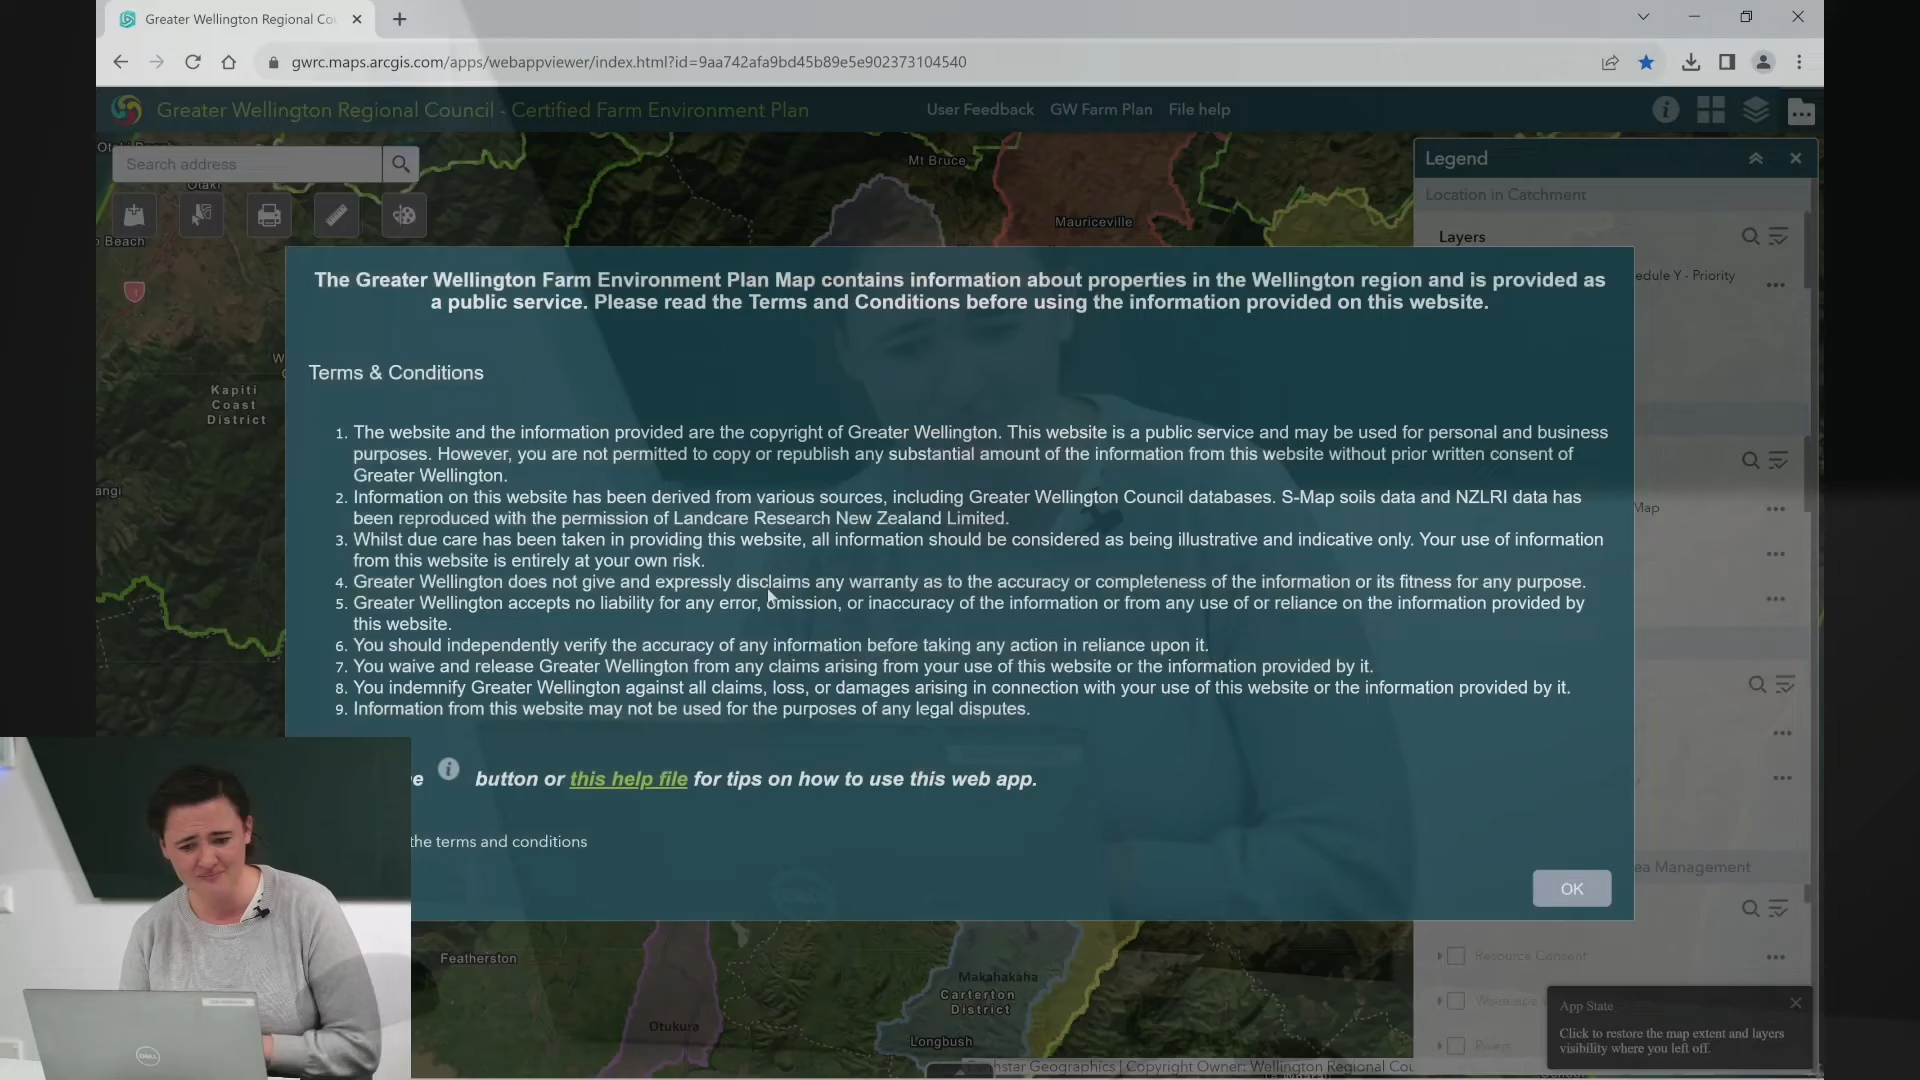 Greater Wellington Regional Co
gwrc.maps.arcgis.com/apps/webappviewer/index.html?id=9aa742afa9bd45b89e5e902373104540
Greater Wellington Regional Council - Certified Farm Environment Plan
User Feedback GW Farm Plan File help
Search address
Otaki
Beach
Mt Bruce
Mauriceville
Legend
Location in Catchment
Layers
edule Y - Priority
The Greater Wellington Farm Environment Plan Map contains information about properties in the Wellington region and is provided as
a public service. Please read the Terms and Conditions before using the information provided on this website.
Kapiti
Coast
District
Terms & Conditions
1. The website and the information provided are the copyright of Greater Wellington. This website is a public service and may be used for personal and business
purposes. However, you are not permitted to copy or republish any substantial amount of the information from this website without prior written consent of
Greater Wellington.
2. Information on this website has been derived from various sources, including Greater Wellington Council databases. S-Map soils data and NZLRI data has
been reproduced with the permission of Landcare Research New Zealand Limited.
3. Whilst due care has been taken in providing this website, all information should be considered as being illustrative and indicative only. Your use of information
from this website is entirely at your own risk.
4. Greater Wellington does not give and expressly disclaims any warranty as to the accuracy or completeness of the information or its fitness for any purpose.
5. Greater Wellington accepts no liability for any error, omission, or inaccuracy of the information or from any use of or reliance on the information provided by
this website.
6. You should independently verify the accuracy of any information before taking any action in reliance upon it.
7. You waive and release Greater Wellington from any claims arising from your use of this website or the information provided by it.
8. You indemnify Greater Wellington against all claims, loss, or damages arising in connection with your use of this website or the information provided by it.
9. Information from this website may not be used for the purposes of any legal disputes.
angi
Map
e button or this help file for tips on how to use this web app.
the terms and conditions
ea Management
OK
Featherston
Makahakaha
Carterton
District
Otukura
Longbush
Resource Consent
Rivers
App State
Click to restore the map extent and layers
visibility where you left off.
thstar Geographics | Copyright Owner: Wellington Regional Cou
DELL